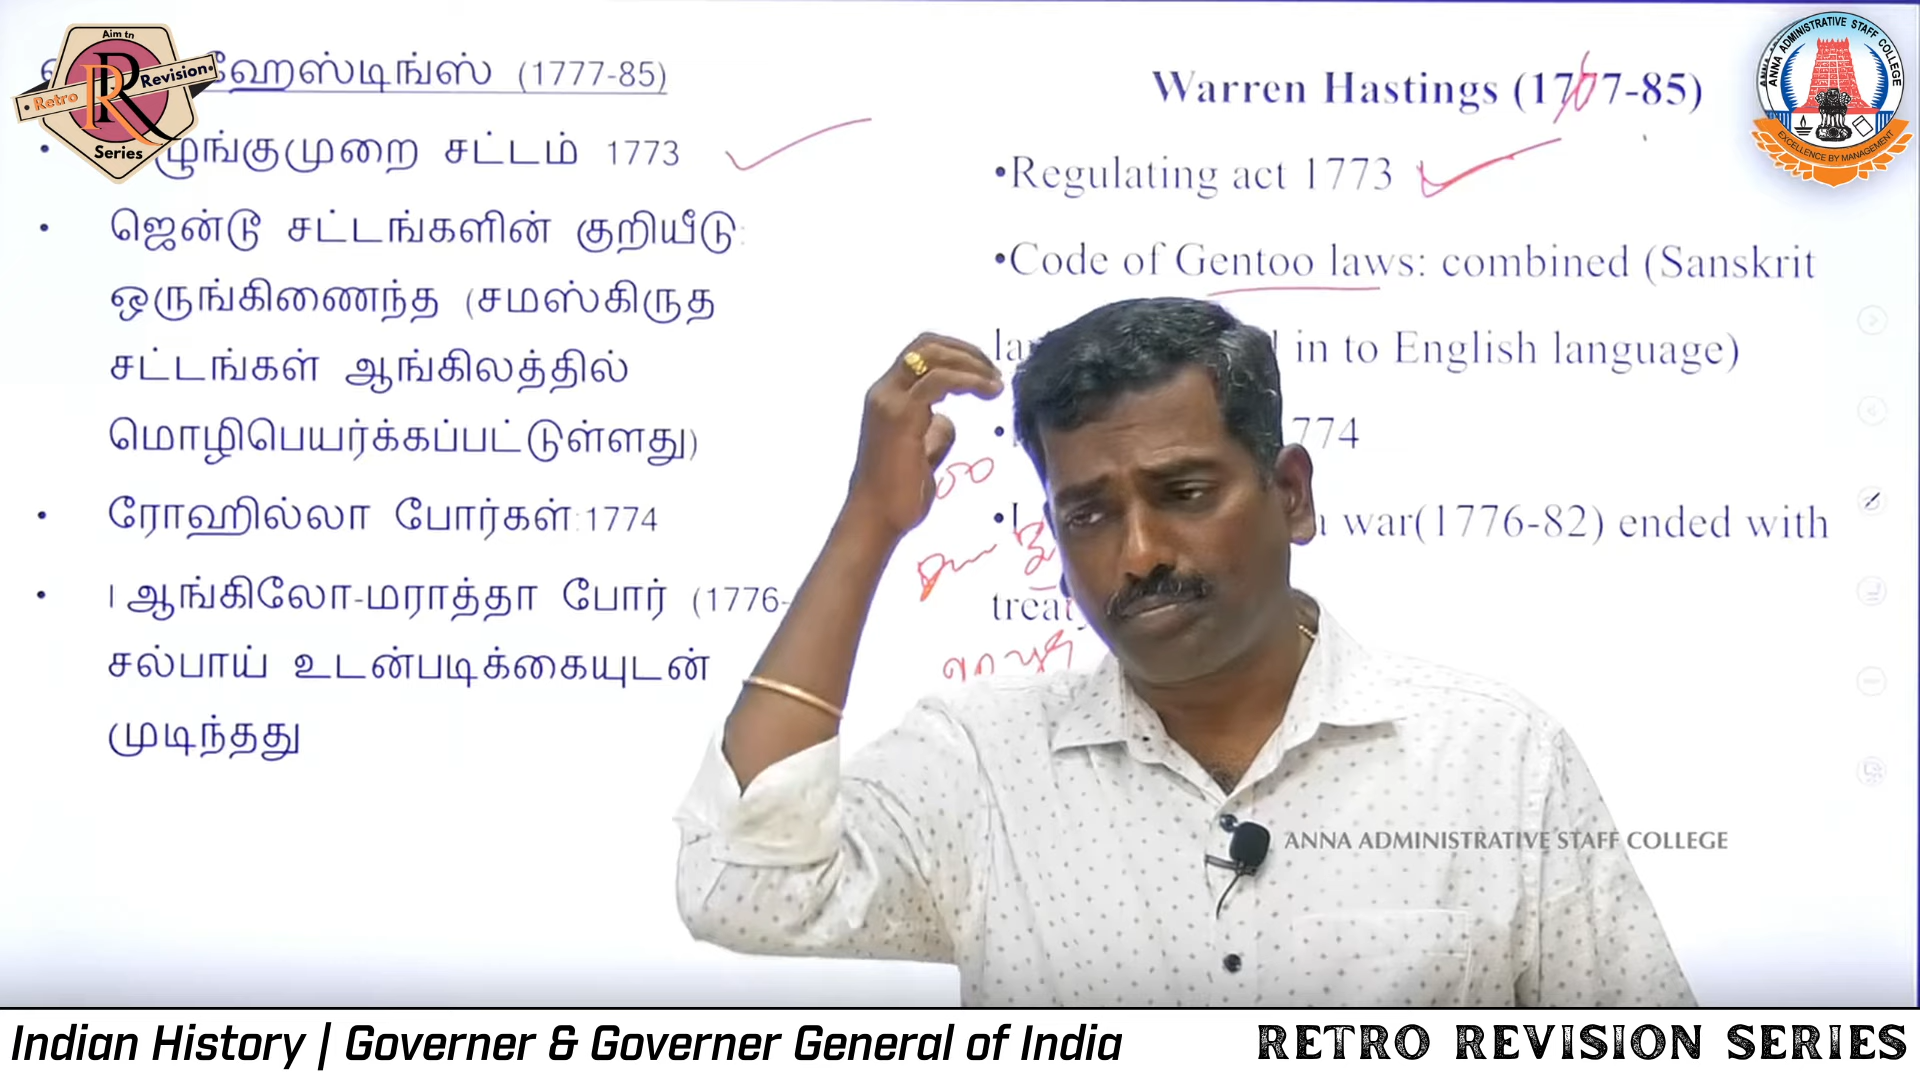 Aim tn
Retro
Revision
RR
Series
ஹேஸ்டிங்ஸ் (1777-85)
• ழுங்குமுறை சட்டம் 1773
• ஜென்டூ சட்டங்களின் குறியீடு:
ஒருங்கிணைந்த (சமஸ்கிருத
சட்டங்கள் ஆங்கிலத்தில்
மொழிபெயர்க்கப்பட்டுள்ளது)
• ரோஹில்லா போர்கள்:1774
• I ஆங்கிலோ-மராத்தா போர் (1776-
சல்பாய் உடன்படிக்கையுடன்
முடிந்தது
Warren Hastings (1777-85)
•Regulating act 1773
•Code of Gentoo laws: combined (Sanskrit
in to English language)
774
war(1776-82) ended with
treaty
ANNA ADMINISTRATIVE STAFF COLLEGE
EXCELLENCE BY MANAGEMENT
ANNA ADMINISTRATIVE STAFF COLLEGE
Indian History | Governer & Governer General of India
RETRO REVISION SERIES